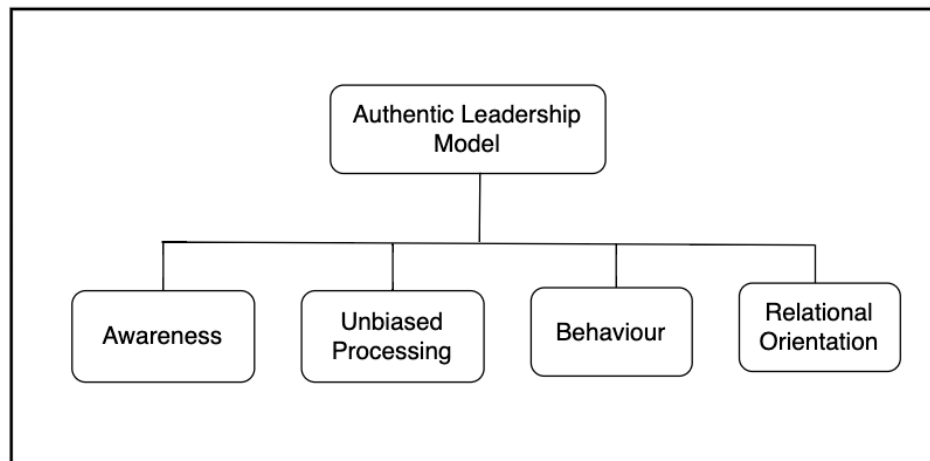 Authentic Leadership
Model
Awareness
Unbiased
Processing
Behaviour
Relational
Orientation